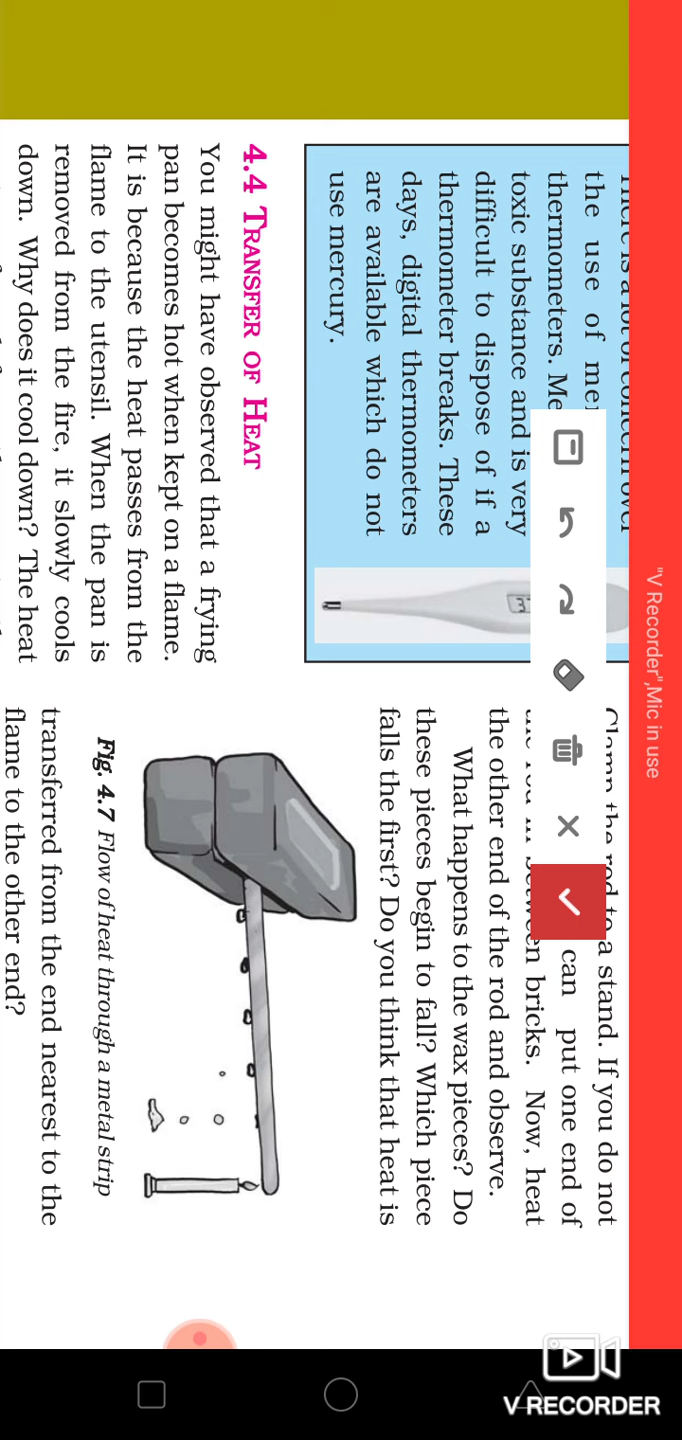 "V Recorder",Mic in use
the use of
thermometers.
toxic substance and is very
difficult to dispose of if a
thermometer breaks. These
days, digital thermometers
are available which do not
use mercury.
4.4 TRANSFER OF HEAT
You might have observed that a frying
pan becomes hot when kept on a flame.
It is because the heat passes from the
flame to the utensil. When the pan is
removed from the fire, it slowly cools
down. Why does it cool down? The heat
Clamp the rod to a stand. If you do not
can put one end of
bricks. Now, heat
the other end of the rod and observe.
What happens to the wax pieces? Do
these pieces begin to fall? Which piece
falls the first? Do you think that heat is
Fig. 4.7 Flow of heat through a metal strip
transferred from the end nearest to the
flame to the other end?
V RECORDER